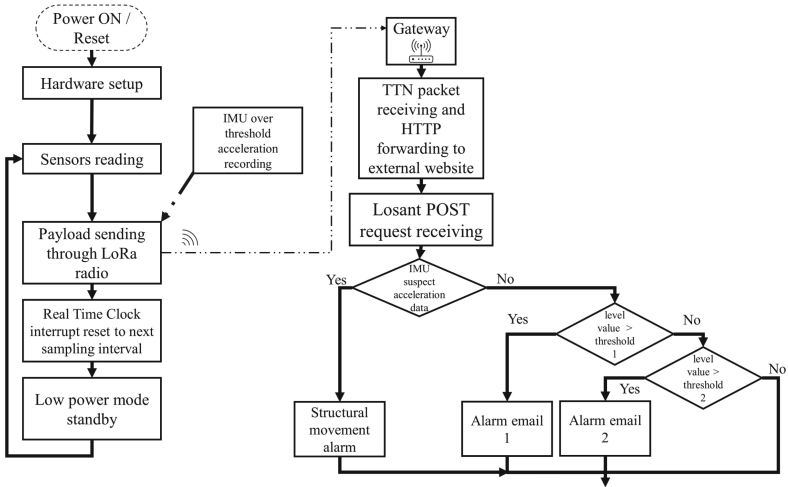 Power ON /
Reset
Hardware setup
Sensors reading
IMU over
threshold
acceleration
recording
Payload sending
through LoRa
radio
Real Time Clock
interrupt reset to next
sampling interval
Low power mode
standby
Gateway
TTN packet
receiving and
HTTP
forwarding to
external website
Losant POST
request receiving
IMU
suspect
acceleration
data
Yes
No
level
value >
threshold
1
Yes
No
level
value >
threshold
2
Yes
No
Structural
movement
alarm
Alarm email
1
Alarm email
2